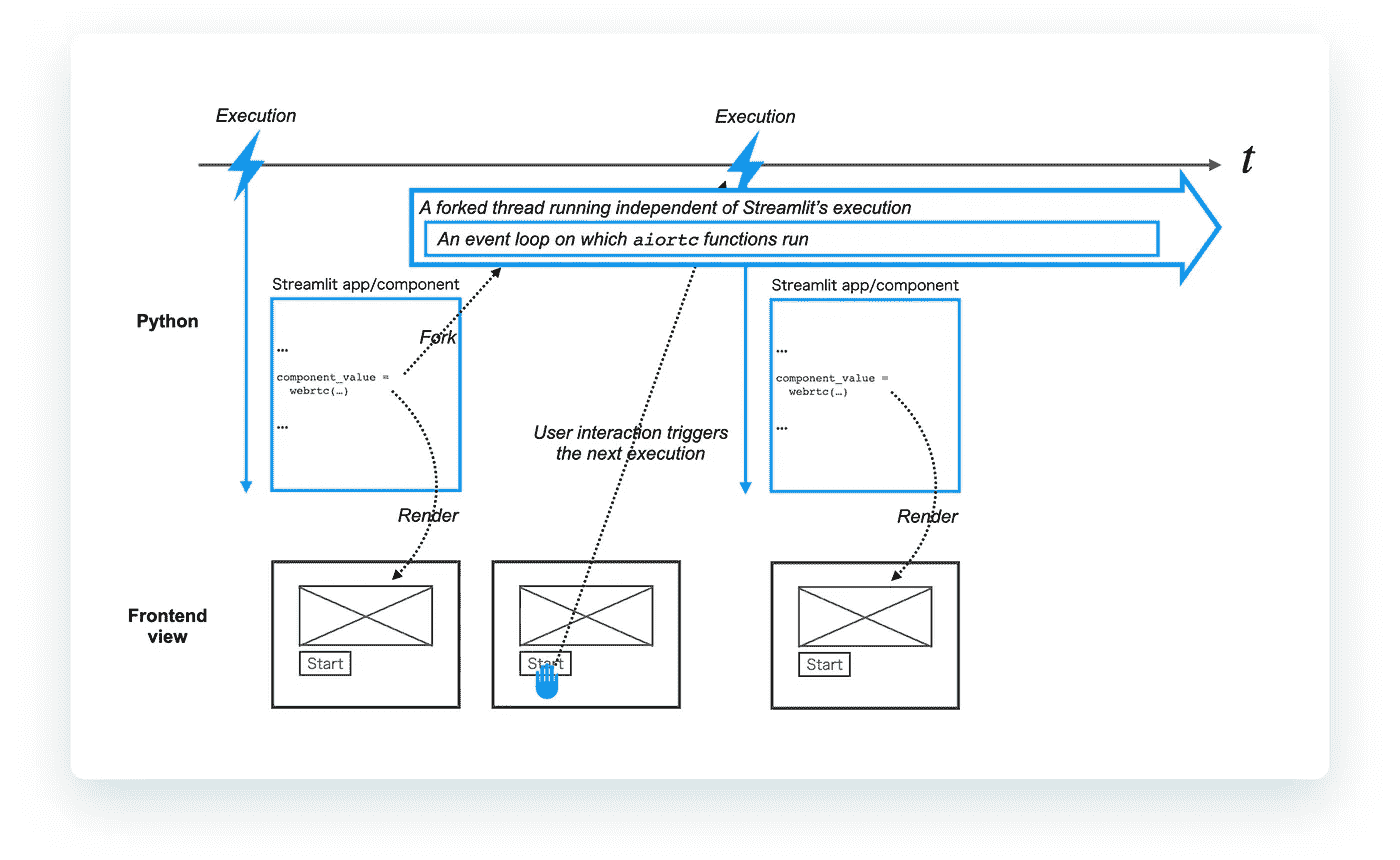 Execution
Execution
t
A forked thread running independent of Streamlit's execution
An event loop on which aiortc functions run
Streamlit app/component
Streamlit app/component
Python
Fork
...
...
component_value =
webrtc(…)
component_value =
webrtc(…)
...
...
User interaction triggers
the next execution
Render
Render
Frontend
view
Start
Start
Start